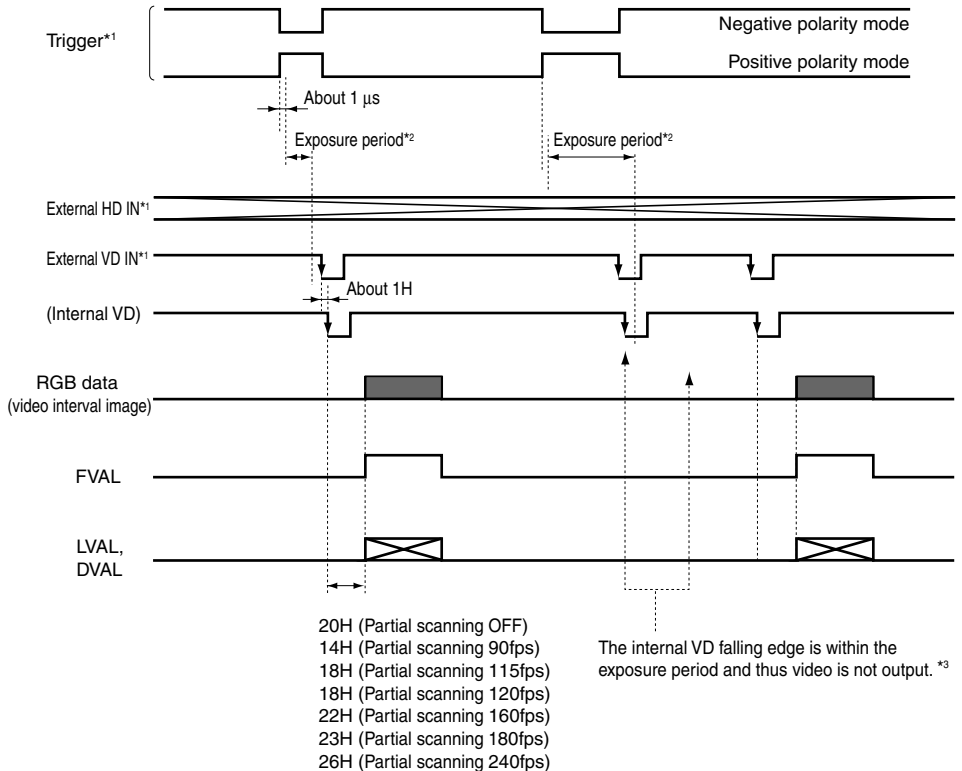 Trigger*1
Negative polarity mode
Positive polarity mode
About 1 μs
Exposure period*2
Exposure period*2
External HD IN*1
External VD IN*1
About 1H
(Internal VD)
RGB data
(video interval image)
FVAL
LVAL,
DVAL
20H (Partial scanning OFF)
14H (Partial scanning 90fps)
18H (Partial scanning 115fps)
18H (Partial scanning 120fps)
22H (Partial scanning 160fps)
23H (Partial scanning 180fps)
26H (Partial scanning 240fps)
The internal VD falling edge is within the
exposure period and thus video is not output. *3